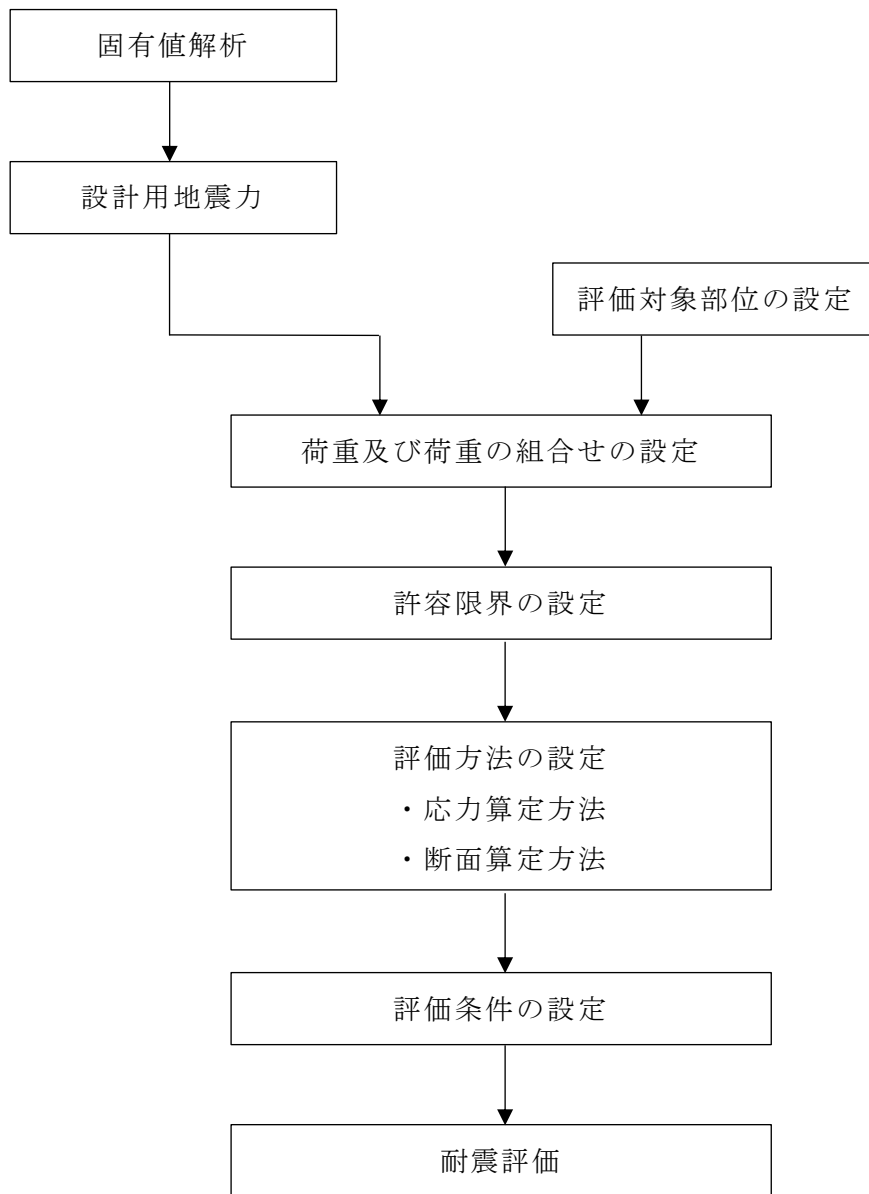 固有値解析
設計用地震力
評価対象部位の設定
荷重及び荷重の組合せの設定
許容限界の設定
評価方法の設定
・応力算定方法
・断面算定方法
評価条件の設定
耐震評価